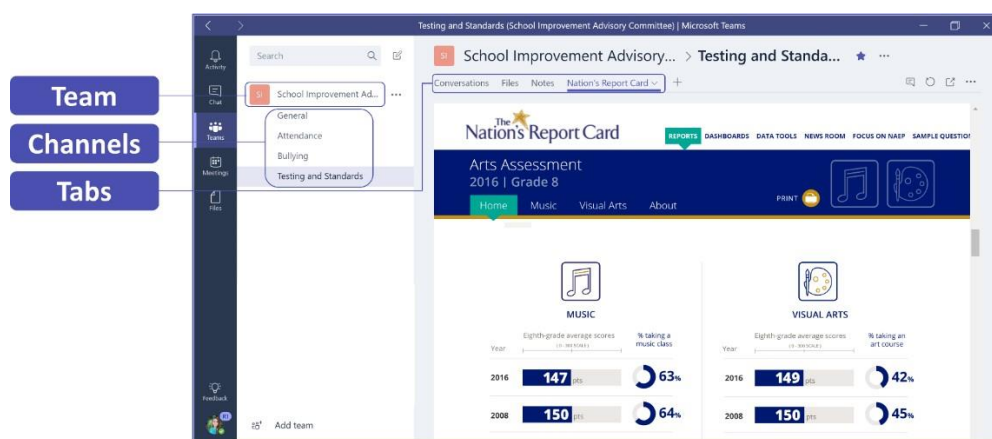 Testing and Standards (School Improvement Advisory Committee) | Microsoft Teams
Team
Channels
Tabs
Activity
Chat
Teams
Meetings
Files
Feedback
Search
SI School Improvement Ad... ...
General
Attendance
Bullying
Testing and Standards
Add team
SI School Improvement Advisory... > Testing and Standa... ...
Conversations Files Notes Nation's Report Card +
The
Nation's Report Card
REPORTS DASHBOARDS DATA TOOLS NEWS ROOM FOCUS ON NAEP SAMPLE QUESTIO
Arts Assessment
2016 | Grade 8
Home Music Visual Arts About
PRINT
MUSIC
Eighth-grade average scores
% taking a
music class
Year
2016 147 pts 63%
2008 150 pts 64%
VISUAL ARTS
Eighth-grade average scores
% taking an
art course
Year
2016 149 pts 42%
2008 150 pts 45%